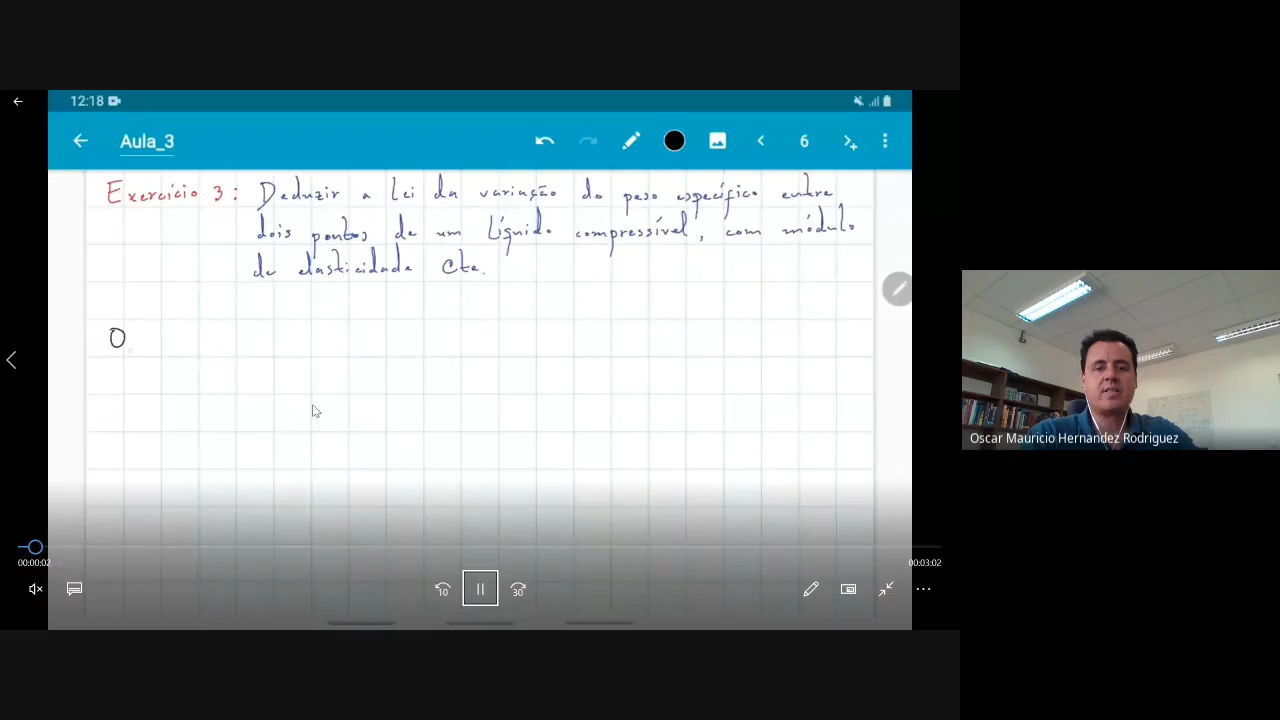 12:18
Aula_3
6
Exercício 3: Deduzir a Lei da variação do peso específico entre
dois pontos de um líquido compressível, com módulo
de elasticidade Cte.
O
Oscar Mauricio Hernandez Rodriguez
00:00:02
00:03:02
10
30